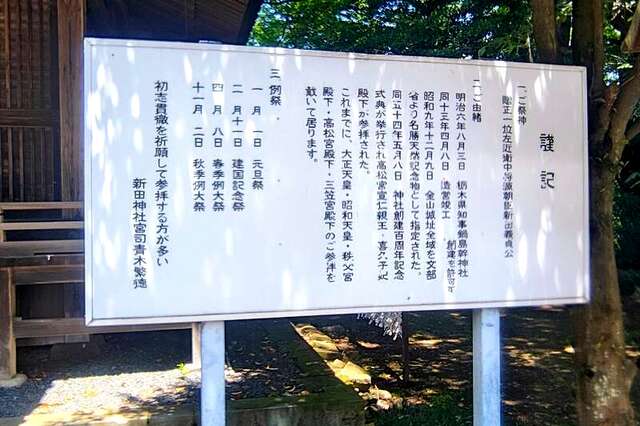 謹記
一、ご祭神
贈正一位左近衛中将源朝臣新田義貞公
二、ご由緒
明治六年八月三日　栃木県知事鍋島幹神社
創建を許可す
同十三年四月八日　造営竣工
昭和九年十二月九日　金山城址全域を文部
省より名勝天然記念物として指定された。
同五十四年五月八日　神社創建百周年記念
式典が挙行され高松宮宣仁親王・喜久子妃
殿下が参拝された。
これまでに、大正天皇・昭和天皇・秩父宮
殿下・高松宮殿下・三笠宮殿下のご参拝を
戴いて居ります。
三、例祭
一月　一日　元旦祭
二月十一日　建国記念祭
四月　八日　春季例大祭
十一月　二日　秋季例大祭
初志貫徹を祈願して参拝する方が多い
新田神社宮司青木繁徳